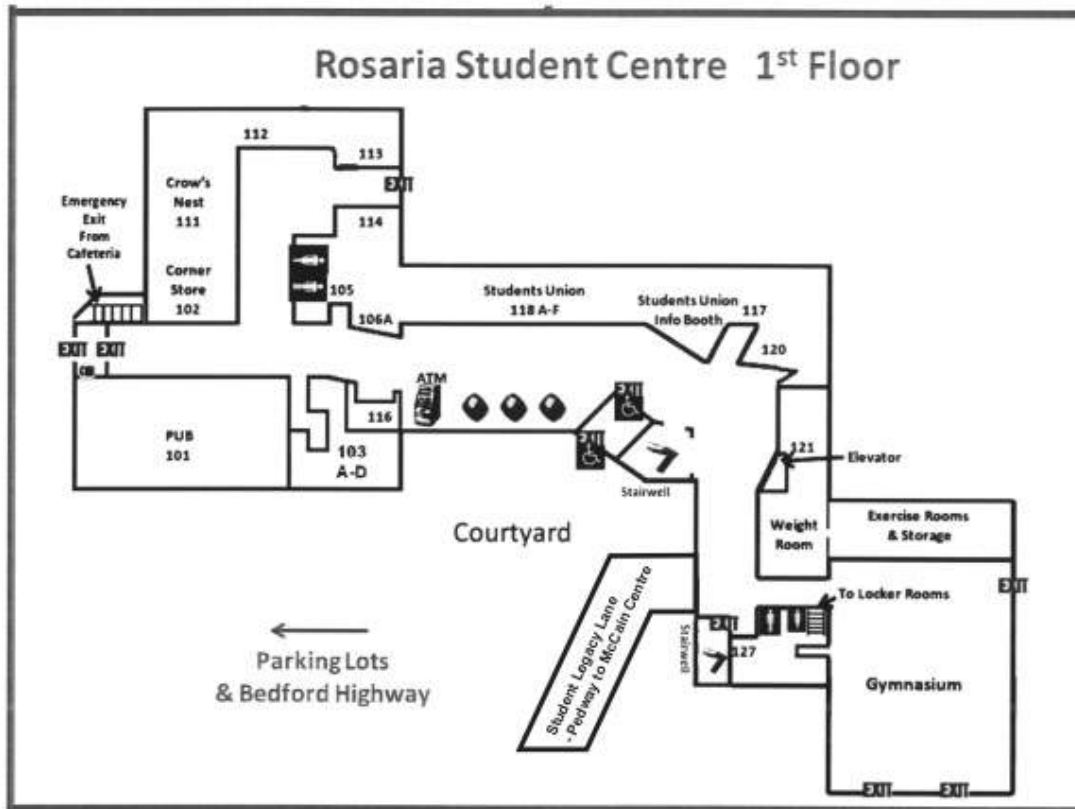 Rosaria Student Centre 1st Floor
112
113
EXIT
114
Crow's
Nest
111
Emergency
Exit
From
Cafeteria
Corner
Store
102
105
106A
Students Union
118 A-F
Students Union
Info Booth
117
120
EXIT
EXIT
ATM
EXIT
116
PUB
101
103
A-D
EXIT
121
Elevator
Stairwell
Courtyard
Weight
Room
Exercise Rooms
& Storage
EXIT
To Locker Rooms
Student Legacy Lane
- Pedway to McCain Centre
Stairwell
EXIT
127
Parking Lots
& Bedford Highway
Gymnasium
EXIT
EXIT